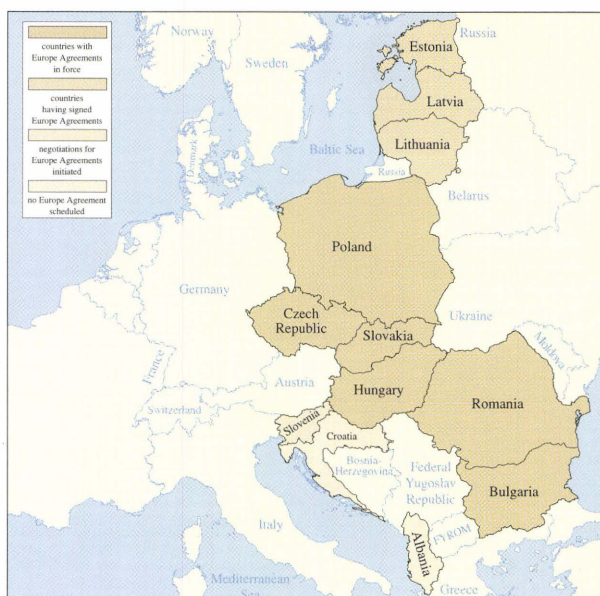 countries with
Europe Agreements
in force
countries
having signed
Europe Agreements
negotiations for
Europe Agreements
initiated
no Europe Agreement
scheduled
Norway
Sweden
Estonia
Russia
Latvia
Lithuania
Baltic Sea
Denmark
Russia
Belarus
Poland
Germany
Czech
Republic
Slovakia
Ukraine
Moldova
France
Austria
Hungary
Romania
Switzerland
Slovenia
Croatia
Bosnia-
Herzegovina
Federal
Yugoslav
Republic
Bulgaria
Italy
Albania
FYROM
Mediterranean
Sea
Greece